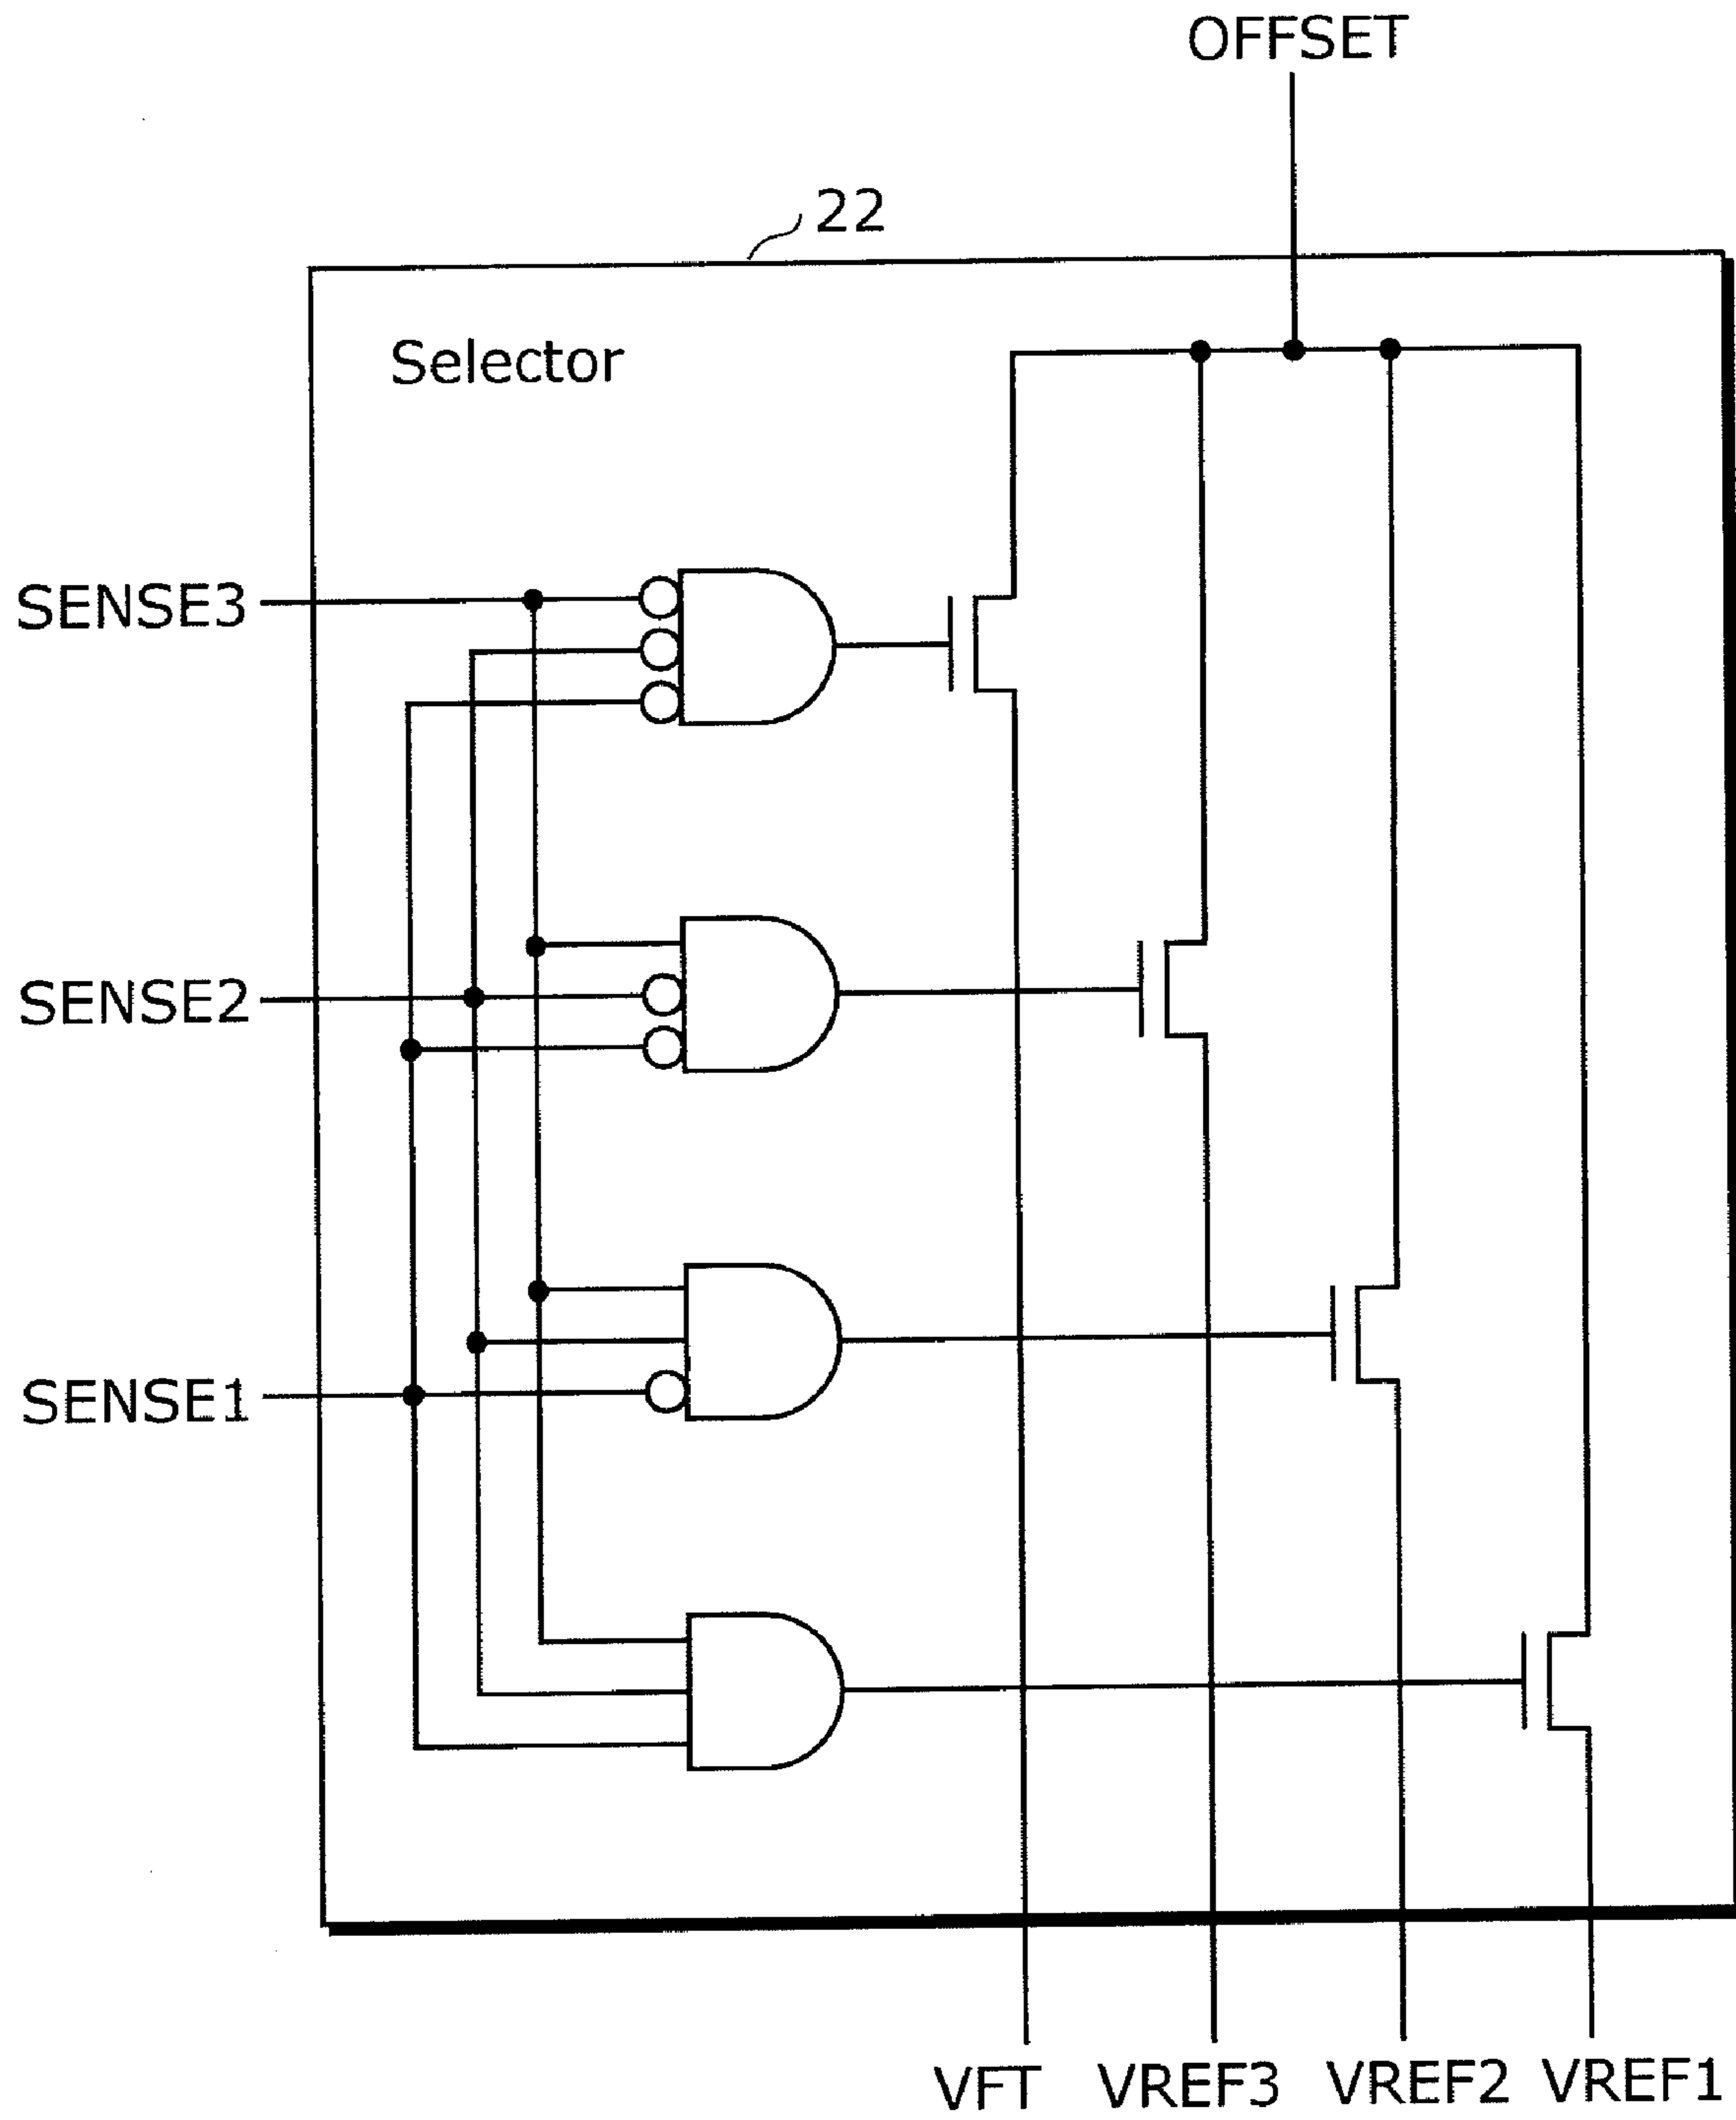 OFFSET
22
Selector
SENSE3
SENSE2
SENSE1
VFT VREF3 VREF2 VREF1